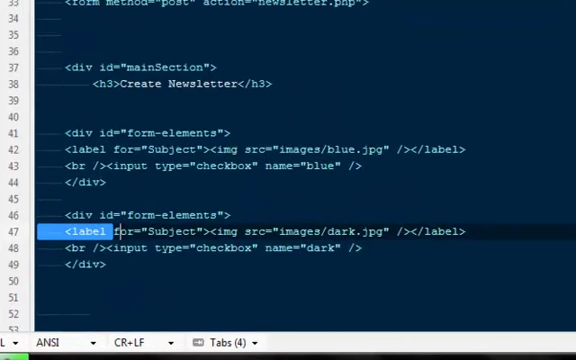 33 <form method="post" action="newsletter.php">
34
35
36
37 <div id="mainSection">
38 <h3>Create Newsletter</h3>
39
40
41 <div id="form-elements">
42 <label for="Subject"><img src="images/blue.jpg" /></label>
43 <br /><input type="checkbox" name="blue" />
44 </div>
45
46 <div id="form-elements">
47 <label for="Subject"><img src="images/dark.jpg" /></label>
48 <br /><input type="checkbox" name="dark" />
49 </div>
50
51
52
53
L ANSI CR+LF Tabs (4)